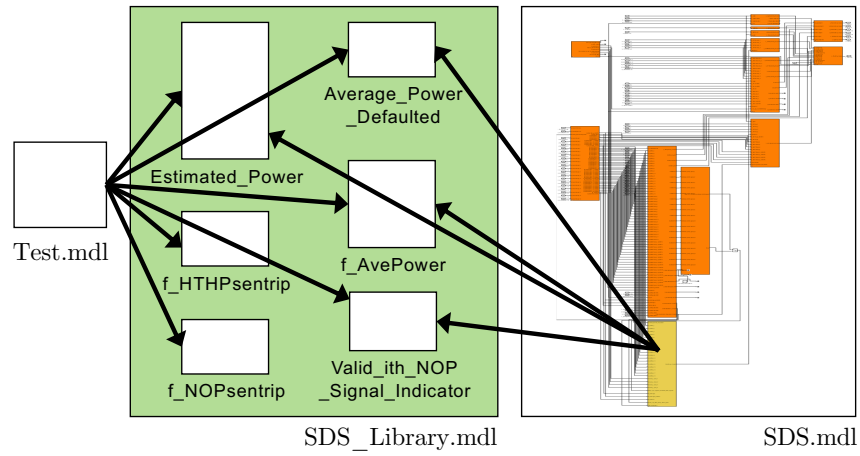 Average_Power
_Defaulted
Estimated_Power
Test.mdl
f_HTHPsentrip
f_AvePower
f_NOPsentrip
Valid_ith_NOP
_Signal_Indicator
SDS_Library.mdl
SDS.mdl